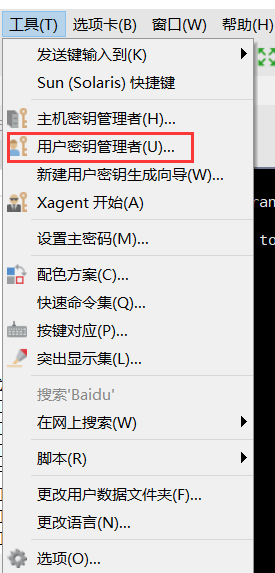 工具(T) 选项卡(B) 窗口(W) 帮助(H)
发送键输入到(K)
Sun (Solaris) 快捷键
主机密钥管理者(H)...
用户密钥管理者(U)...
新建用户密钥生成向导(W)...
ran
Xagent 开始(A)
设置主密码(M)...
to
配色方案(C)...
快速命令集(Q)...
按键对应(P)...
突出显示集(L)...
搜索'Baidu'
在网上搜索(W)
脚本(R)
更改用户数据文件夹(F)...
更改语言(N)...
选项(O)...